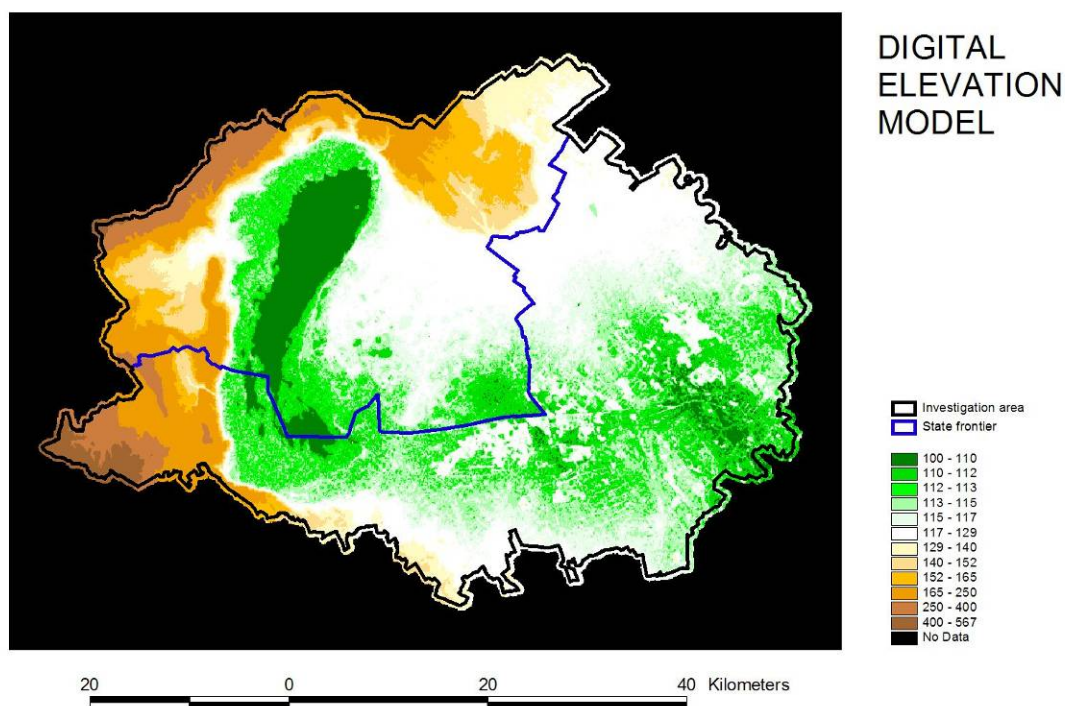 DIGITAL
ELEVATION
MODEL
Investigation area
State frontier
100 - 110
110 - 112
112 - 113
113 - 115
115 - 117
117 - 129
129 - 140
140 - 152
152 - 165
165 - 250
250 - 400
400 - 567
No Data
20 0 20 40 Kilometers